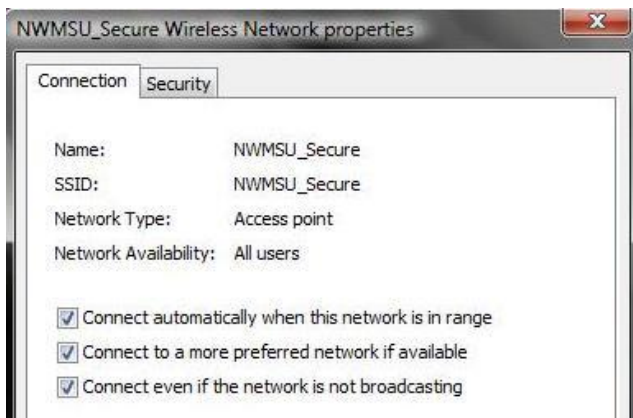 NWMSU_Secure Wireless Network properties
Connection Security
Name: NWMSU_Secure
SSID: NWMSU_Secure
Network Type: Access point
Network Availability: All users
Connect automatically when this network is in range
Connect to a more preferred network if available
Connect even if the network is not broadcasting